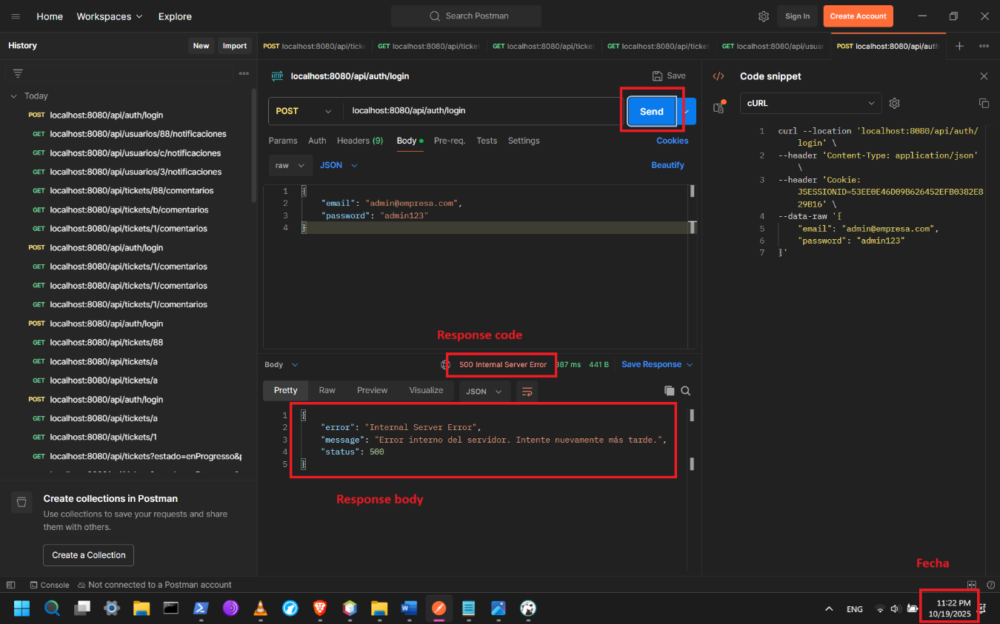 Home Workspaces Explore Search Postman Sign In Create Account
History New Import
POST localhost:8080/api/ticke GET localhost:8080/api/ticket GET localhost:8080/api/ticket GET localhost:8080/api/ticket GET localhost:8080/api/usua POST localhost:8080/api/auth
Today
POST localhost:8080/api/auth/login
GET localhost:8080/api/usuarios/88/notificaciones
GET localhost:8080/api/usuarios/c/notificaciones
GET localhost:8080/api/usuarios/3/notificaciones
GET localhost:8080/api/tickets/88/comentarios
GET localhost:8080/api/tickets/b/comentarios
GET localhost:8080/api/tickets/1/comentarios
POST localhost:8080/api/auth/login
GET localhost:8080/api/tickets/1/comentarios
GET localhost:8080/api/tickets/1/comentarios
GET localhost:8080/api/tickets/1/comentarios
POST localhost:8080/api/auth/login
GET localhost:8080/api/tickets/88
GET localhost:8080/api/tickets/a
GET localhost:8080/api/tickets/a
POST localhost:8080/api/auth/login
GET localhost:8080/api/tickets/a
GET localhost:8080/api/tickets/1
GET localhost:8080/api/tickets?estado=enProgreso&p
Create collections in Postman
Use collections to save your requests and share
them with others.
Create a Collection
HTTP localhost:8080/api/auth/login Save
POST localhost:8080/api/auth/login Send
Params Auth Headers (9) Body Pre-req. Tests Settings Cookies
raw JSON Beautify
1 {
2 "email": "admin@empresa.com",
3 "password": "admin123"
4 }
Response code
Body 500 Internal Server Error 387 ms 441 B Save Response
Pretty Raw Preview Visualize JSON
1 {
2 "error": "Internal Server Error",
3 "message": "Error interno del servidor. Intente nuevamente más tarde.",
4 "status": 500
5 }
Response body
Code snippet
cURL
1 curl --location 'localhost:8080/api/auth/
login' \
2 --header 'Content-Type: application/json'
\
3 --header 'Cookie:
JSESSIONID=53EE0E46D09B626452EFB0382E8
29B16' \
4 --data-raw '{
5 "email": "admin@empresa.com",
6 "password": "admin123"
7 }'
Fecha
Console Not connected to a Postman account
ENG 11:22 PM
10/19/2025